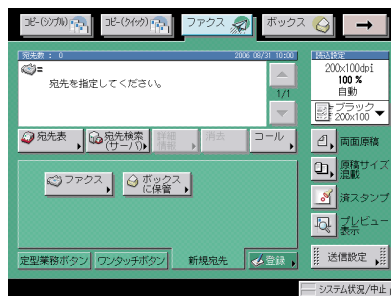 コピー(シンプル)
コピー(クイック)
ファクス
ボックス
宛先数 : 0
2006 08/31 10:00
宛先を指定してください。
1/1
宛先表
宛先検索
(サーバ)
詳細
情報
消去
コール
ファクス
ボックス
に保管
定型業務ボタン
ワンタッチボタン
新規宛先
登録
読込設定
200x100dpi
100 %
自動
ブラック
200x100
両面原稿
原稿サイズ
混載
済スタンプ
プレビュー
表示
送信設定
システム状況/中止